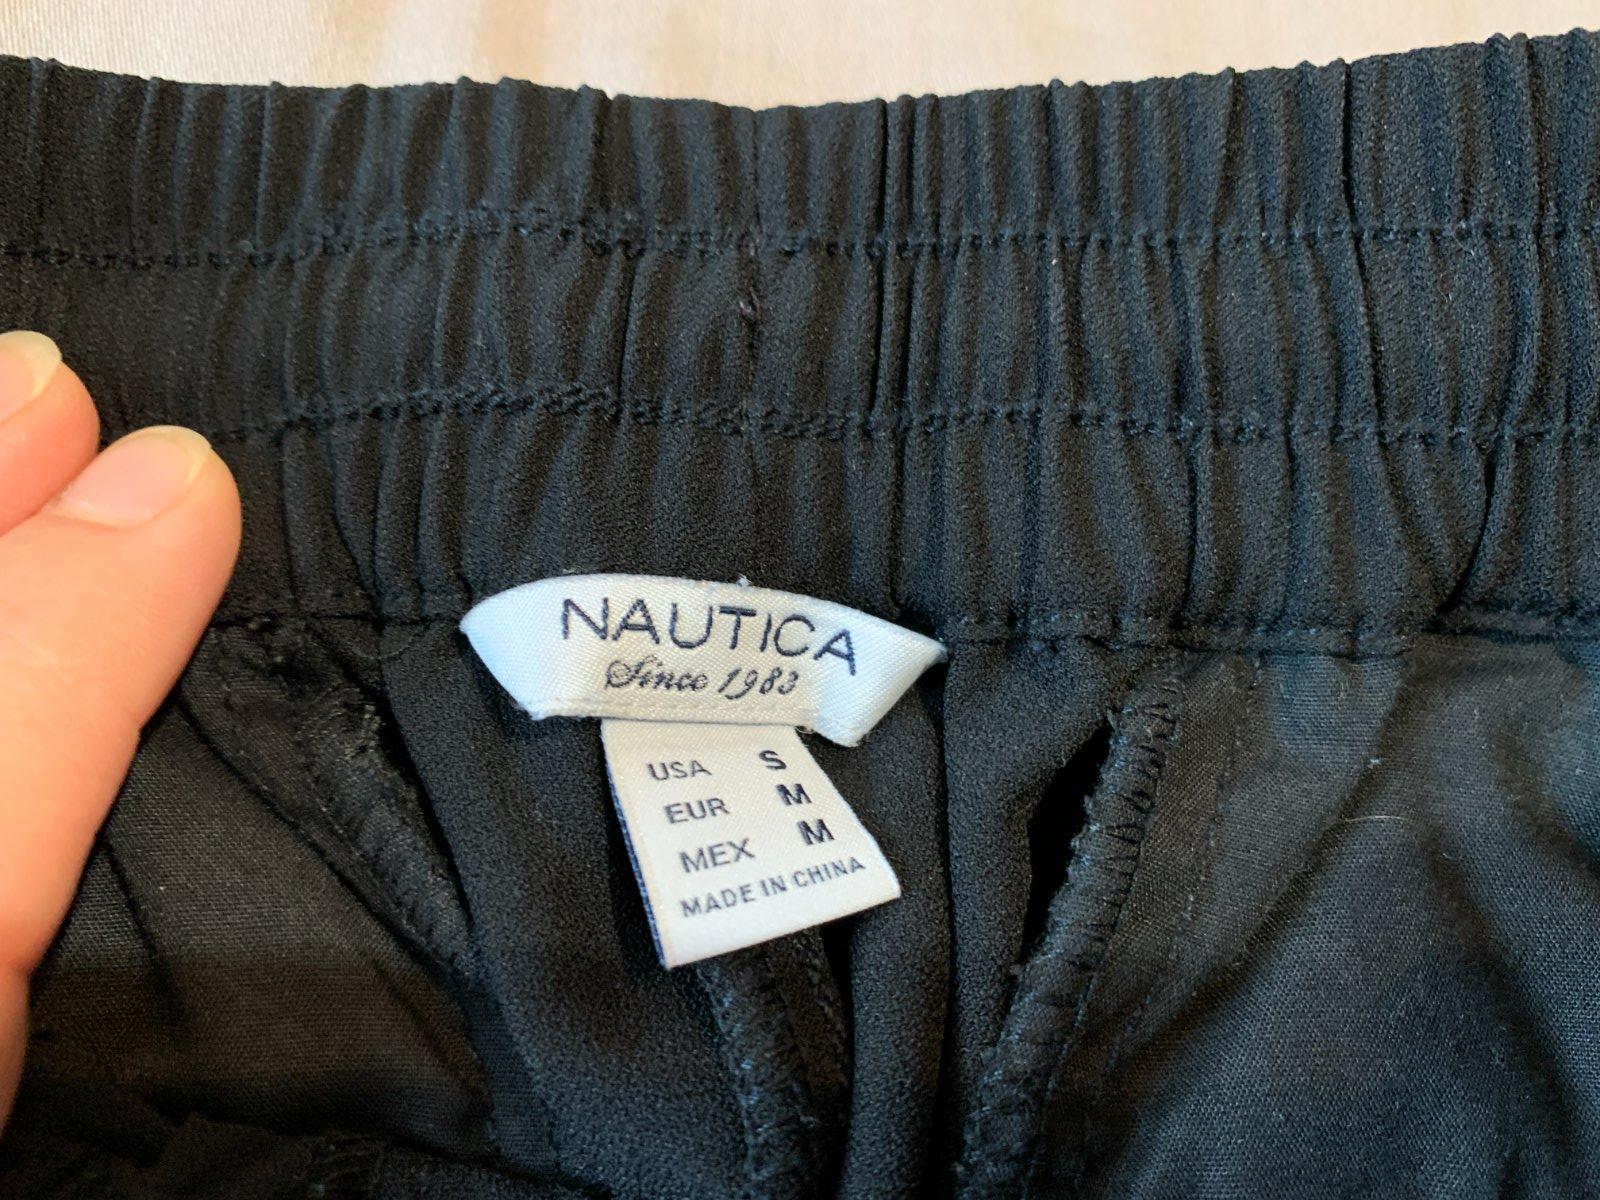 NAUTICA
Since 1983
USA S
EUR M
MEX M
MADE IN CHINA